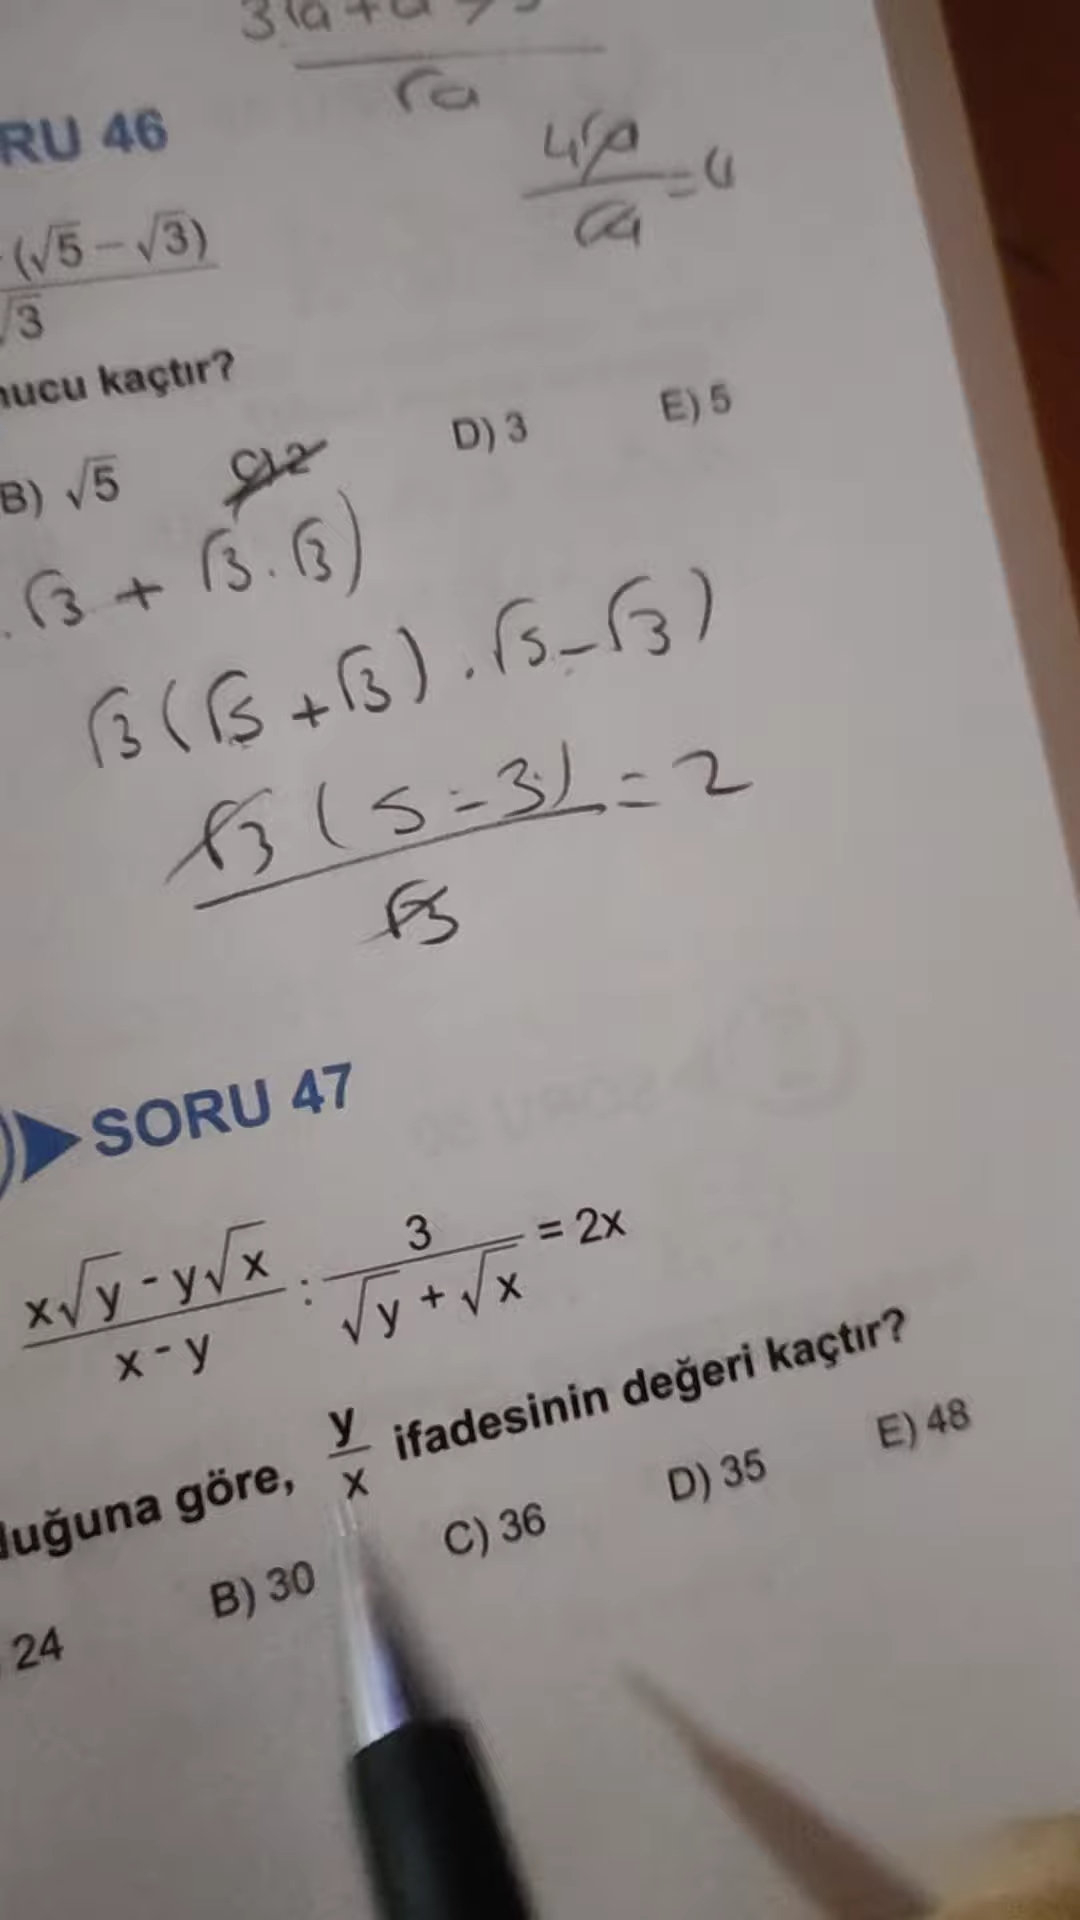 RU 46
(√5 - √3)
√3
4√a
= 4
√a
nucu kaçtır?
B) √5 C) 2 D) 3 E) 5
. √3 + √3 . √3)
√3 (√5 + √3) . √5 - √3)
√3 ( 5 - 3) = 2
√3
SORU 47
x√y - y√x : 3 = 2x
x - y √y + √x
luğuna göre, y/x ifadesinin değeri kaçtır?
24 B) 30 C) 36 D) 35 E) 48